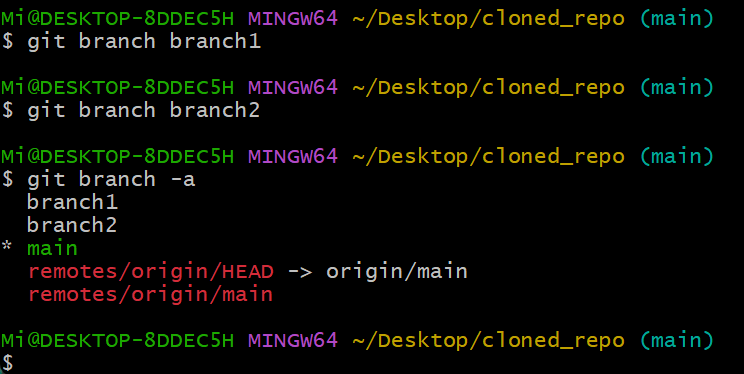 Mi@DESKTOP-8DDEC5H MINGW64 ~/Desktop/cloned_repo (main)
$ git branch branch1
Mi@DESKTOP-8DDEC5H MINGW64 ~/Desktop/cloned_repo (main)
$ git branch branch2
Mi@DESKTOP-8DDEC5H MINGW64 ~/Desktop/cloned_repo (main)
$ git branch -a
  branch1
  branch2
* main
  remotes/origin/HEAD -> origin/main
  remotes/origin/main
Mi@DESKTOP-8DDEC5H MINGW64 ~/Desktop/cloned_repo (main)
$